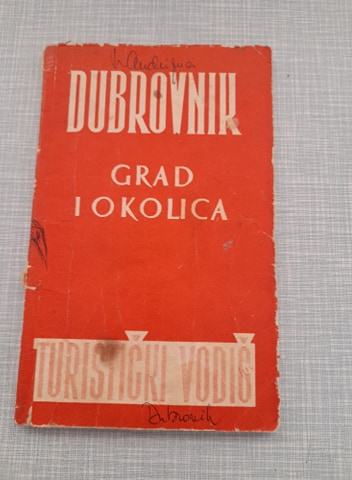 DUBROVNIK
GRAD
I OKOLICA
TURISTIČKI VODIČ
Dubrovnik